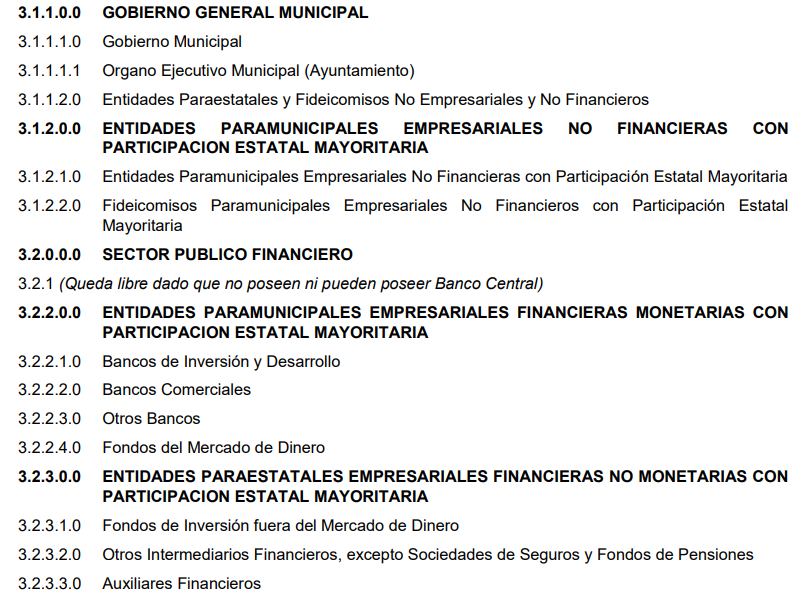 3.1.1.0.0 GOBIERNO GENERAL MUNICIPAL
3.1.1.1.0 Gobierno Municipal
3.1.1.1.1 Organo Ejecutivo Municipal (Ayuntamiento)
3.1.1.2.0 Entidades Paraestatales y Fideicomisos No Empresariales y No Financieros
3.1.2.0.0 ENTIDADES PARAMUNICIPALES EMPRESARIALES NO FINANCIERAS CON
PARTICIPACION ESTATAL MAYORITARIA
3.1.2.1.0 Entidades Paramunicipales Empresariales No Financieras con Participación Estatal Mayoritaria
3.1.2.2.0 Fideicomisos Paramunicipales Empresariales No Financieros con Participación Estatal
Mayoritaria
3.2.0.0.0 SECTOR PUBLICO FINANCIERO
3.2.1 (Queda libre dado que no poseen ni pueden poseer Banco Central)
3.2.2.0.0 ENTIDADES PARAMUNICIPALES EMPRESARIALES FINANCIERAS MONETARIAS CON
PARTICIPACION ESTATAL MAYORITARIA
3.2.2.1.0 Bancos de Inversión y Desarrollo
3.2.2.2.0 Bancos Comerciales
3.2.2.3.0 Otros Bancos
3.2.2.4.0 Fondos del Mercado de Dinero
3.2.3.0.0 ENTIDADES PARAESTATALES EMPRESARIALES FINANCIERAS NO MONETARIAS CON
PARTICIPACION ESTATAL MAYORITARIA
3.2.3.1.0 Fondos de Inversión fuera del Mercado de Dinero
3.2.3.2.0 Otros Intermediarios Financieros, excepto Sociedades de Seguros y Fondos de Pensiones
3.2.3.3.0 Auxiliares Financieros